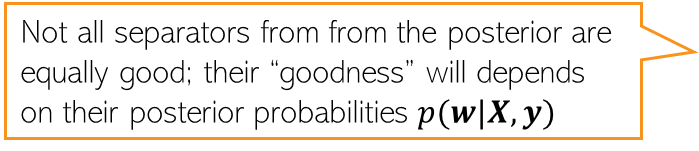 Not all separators from from the posterior are
equally good; their “goodness” will depends
on their posterior probabilities p(w|X, y)